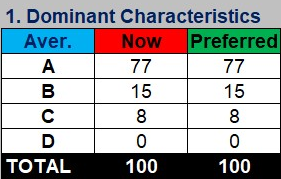 1. Dominant Characteristics
Aver. Now Preferred
A 77 77
B 15 15
C 8 8
D 0 0
TOTAL 100 100